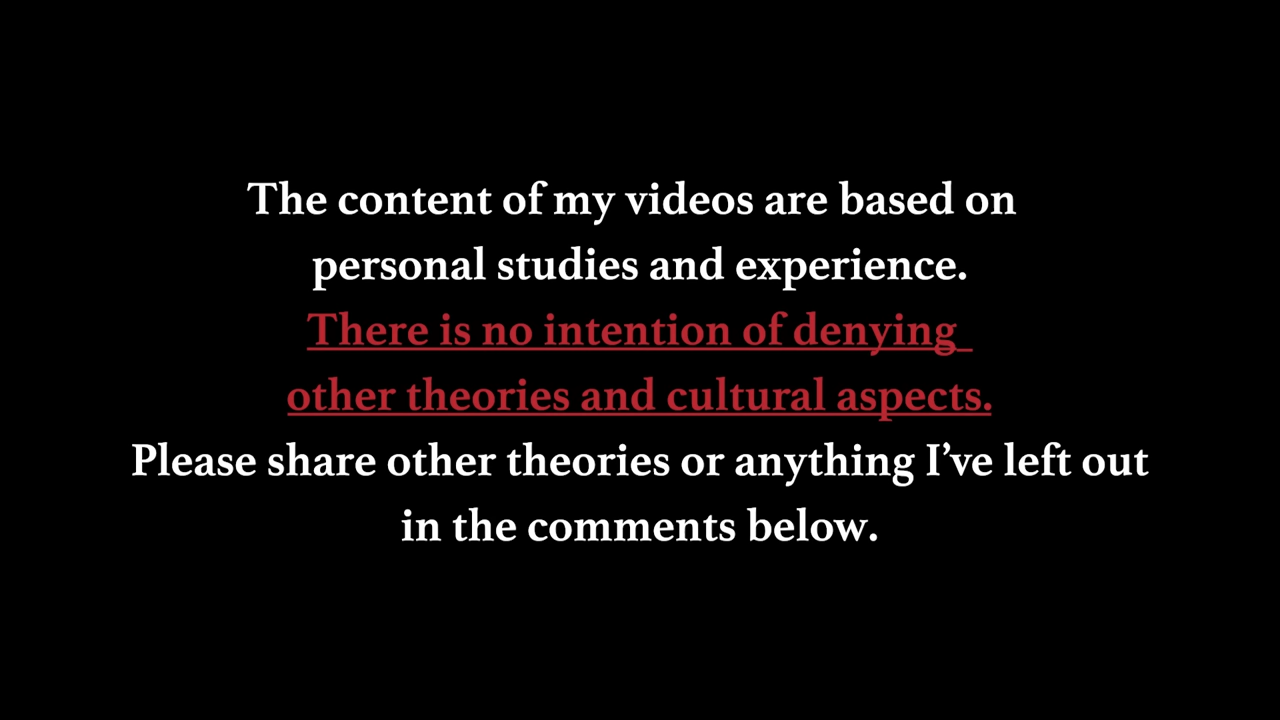 The content of my videos are based on
personal studies and experience.
There is no intention of denying
other theories and cultural aspects.
Please share other theories or anything I’ve left out
in the comments below.